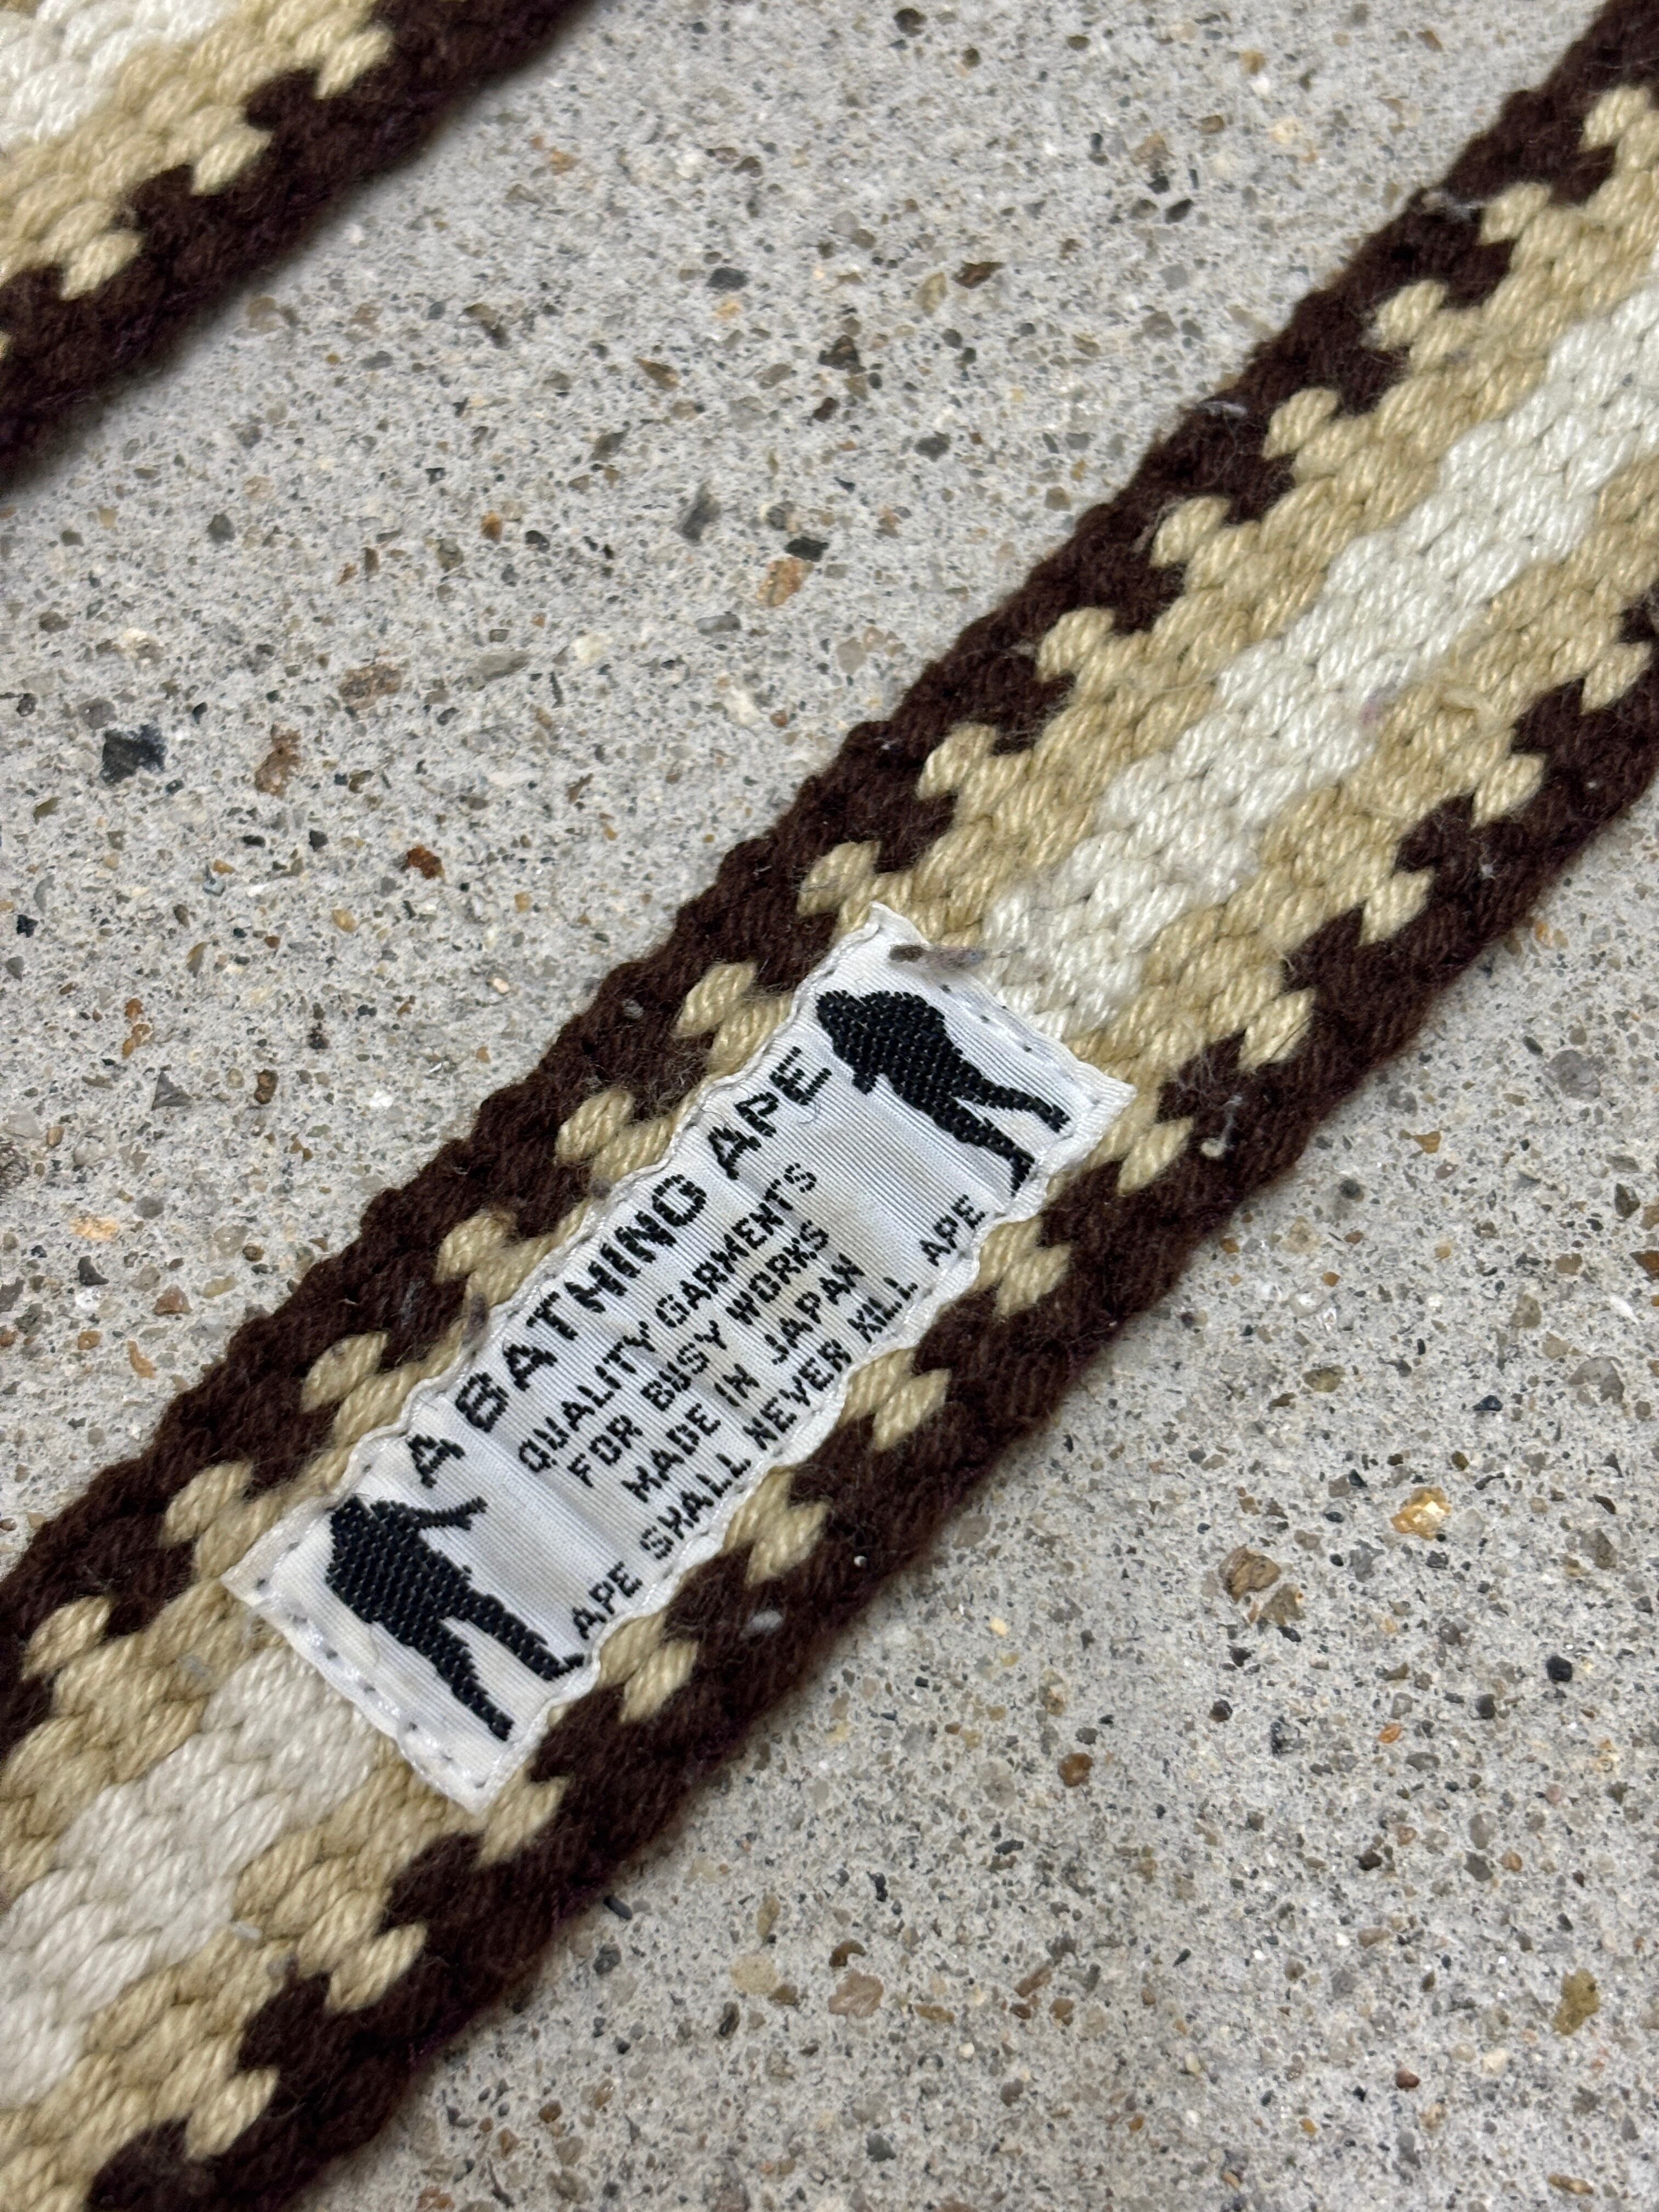 A BATHING APE
QUALITY GARMENTS
FOR BUSY WORKS
MADE IN JAPAN
APE SHALL NEVER KILL APE